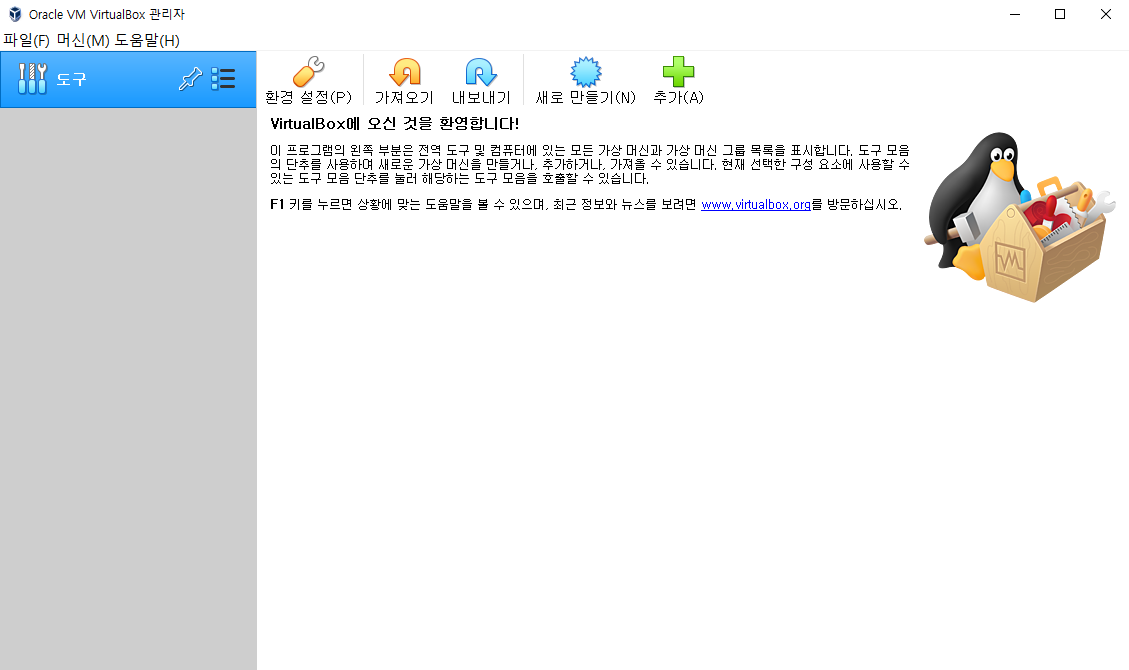 Oracle VM VirtualBox 관리자
파일(F) 머신(M) 도움말(H)
도구
환경 설정(P) 가져오기 내보내기 새로 만들기(N) 추가(A)
VirtualBox에 오신 것을 환영합니다!
이 프로그램의 왼쪽 부분은 전역 도구 및 컴퓨터에 있는 모든 가상 머신과 가상 머신 그룹 목록을 표시합니다. 도구 모음
의 단추를 사용하여 새로운 가상 머신을 만들거나, 추가하거나, 가져올 수 있습니다. 현재 선택한 구성 요소에 사용할 수
있는 도구 모음 단추를 눌러 해당하는 도구 모음을 호출할 수 있습니다.
F1 키를 누르면 상황에 맞는 도움말을 볼 수 있으며, 최근 정보와 뉴스를 보려면 www.virtualbox.org를 방문하십시오.